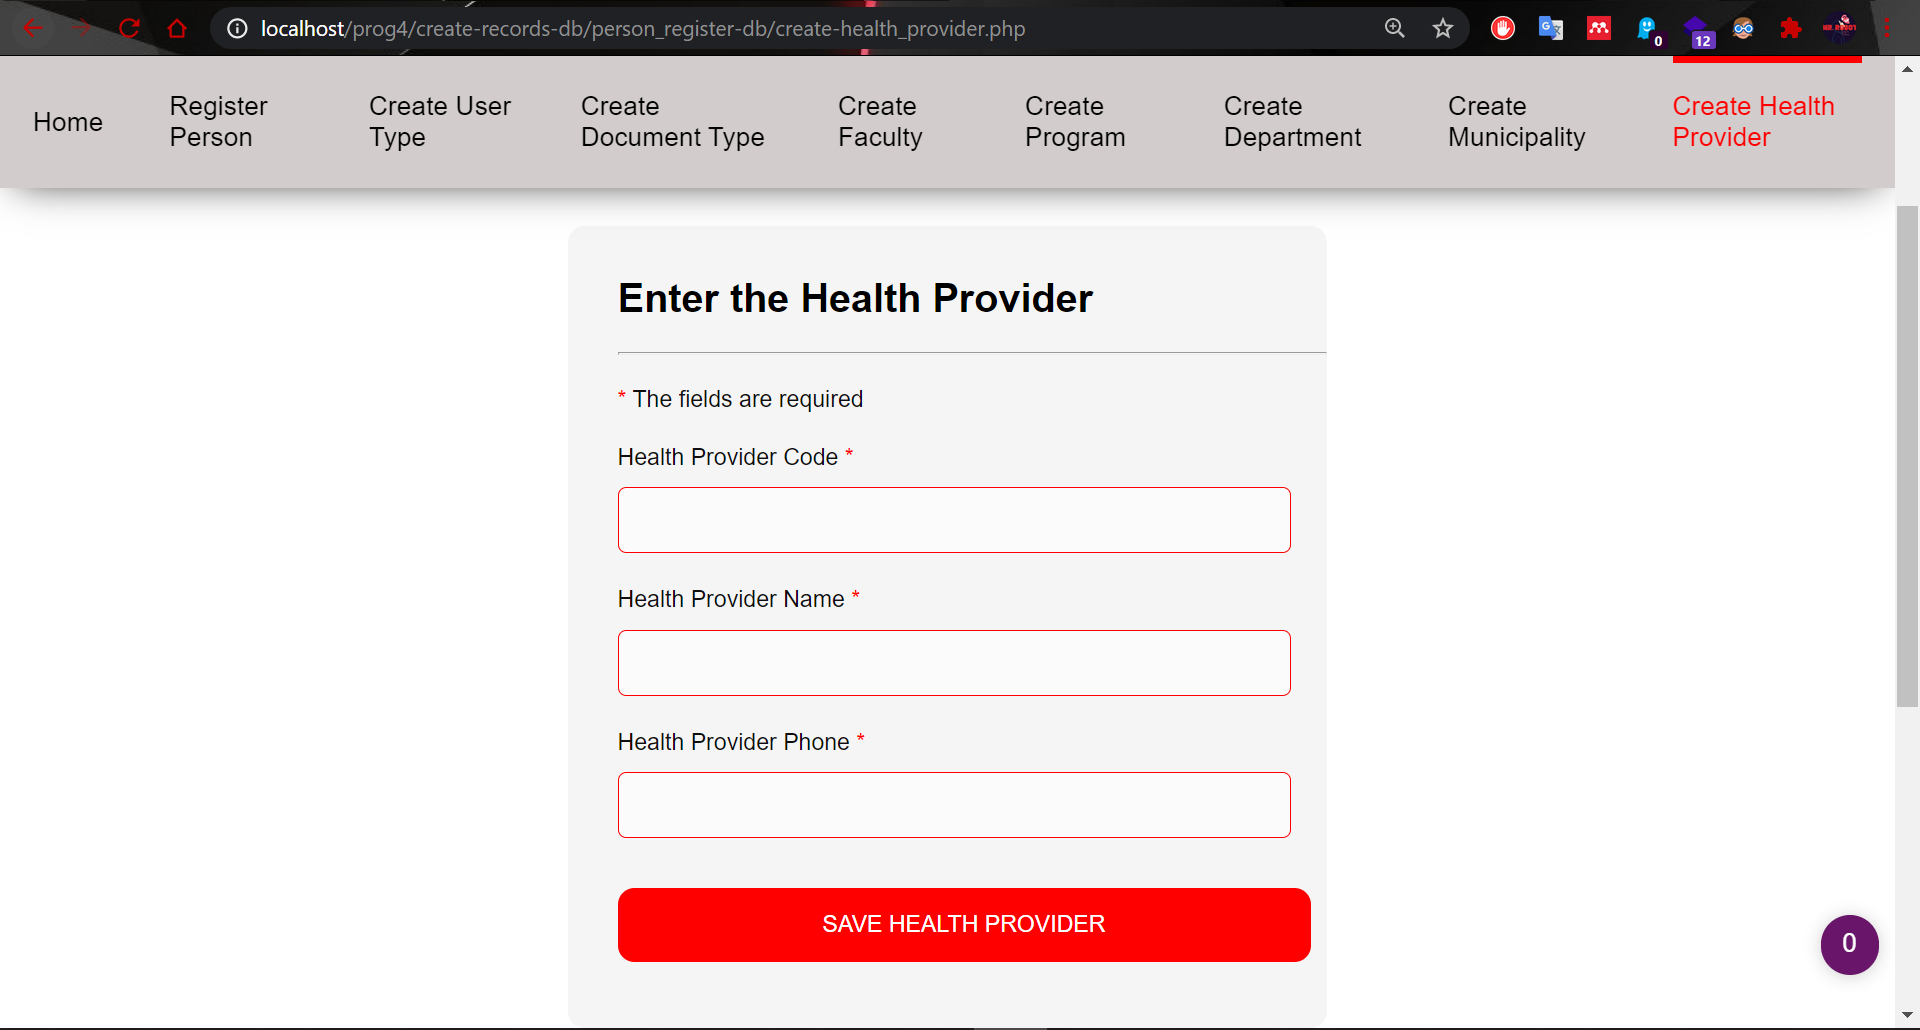 localhost/prog4/create-records-db/person_register-db/create-health_provider.php
0
12
Home
Register
Person
Create User
Type
Create
Document Type
Create
Faculty
Create
Program
Create
Department
Create
Municipality
Create Health
Provider
Enter the Health Provider
* The fields are required
Health Provider Code *
Health Provider Name *
Health Provider Phone *
SAVE HEALTH PROVIDER
0